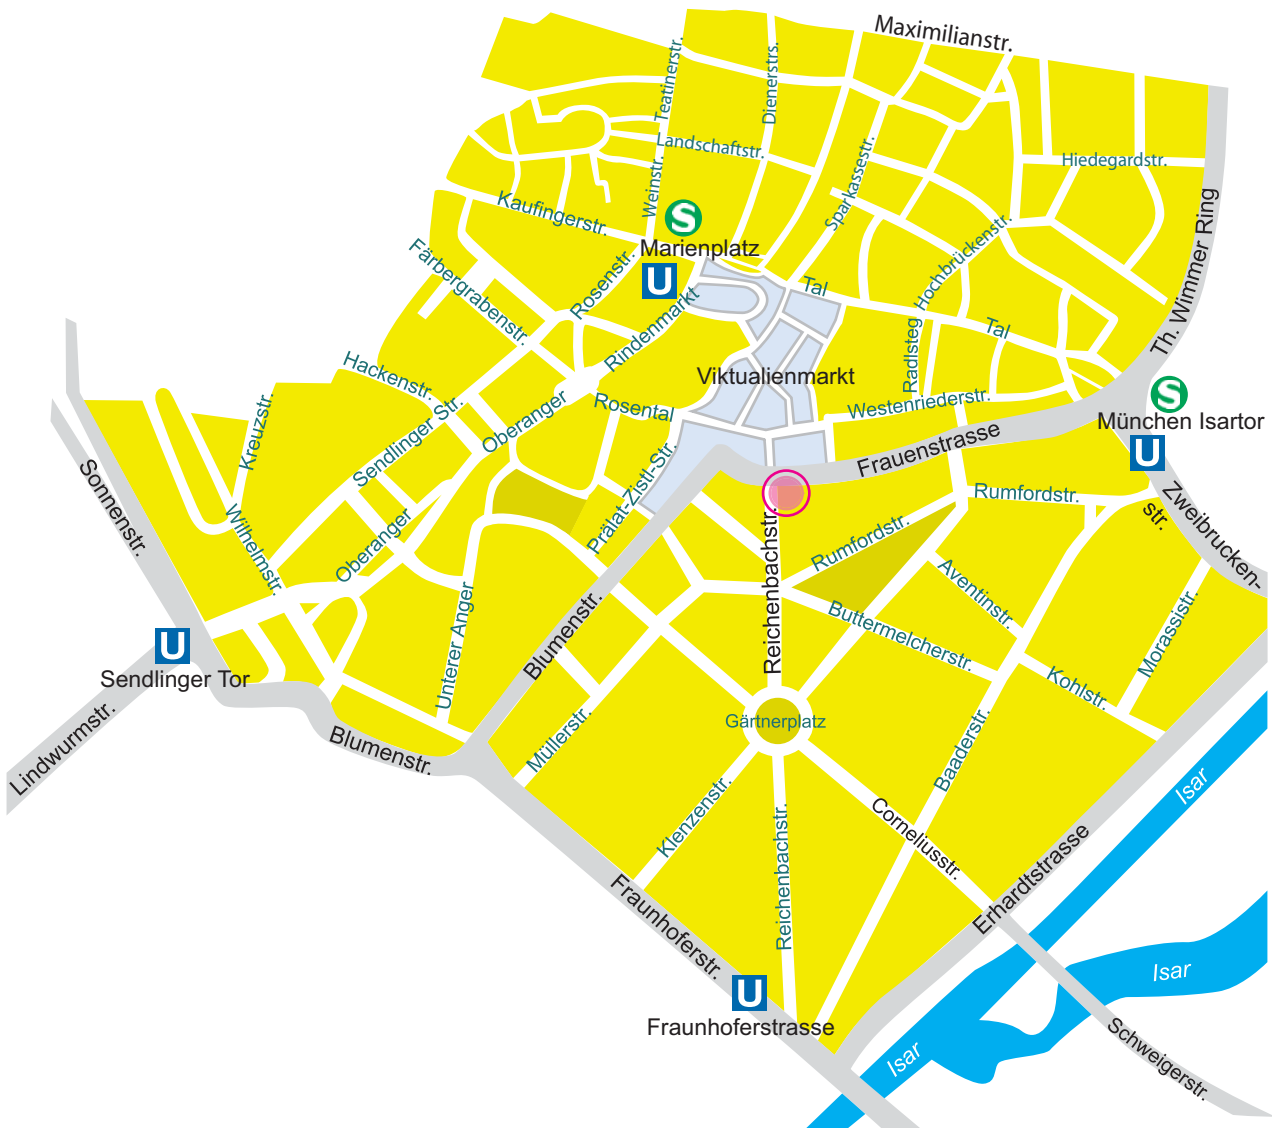 Maximilianstr.
Teatinerstr.
Dienerstrs.
Landschaftstr.
Hiedegardstr.
Weinstr.
Sparkassestr.
Kaufingerstr.
S
Marienplatz
U
Th. Wimmer Ring
Hochbrückenstr.
Färbergrabenstr.
Rosenstr.
Rindenmarkt
Tal
Tal
Radlsteg
Hackenstr.
Viktualienmarkt
Kreuzstr.
Sendlinger Str.
Oberanger
Rosental
Westenriederstr.
S
München Isartor
U
Frauenstrasse
Sonnenstr.
Prälat-Zistl-Str.
Rumfordstr.
Zweibrucken-
str.
Wilhelmstr.
Oberanger
Rumfordstr.
Reichenbachstr.
Aventinstr.
Unterer Anger
Blumenstr.
Buttermelcherstr.
Morassistr.
U
Sendlinger Tor
Kohlstr.
Lindwurmstr.
Blumenstr.
Müllerstr.
Gärtnerplatz
Baaderstr.
Isar
Klenzenstr.
Reichenbachstr.
Corneliusstr.
Erhardtstrasse
Fraunhoferstr.
U
Fraunhoferstrasse
Isar
Isar
Schweigerstr.